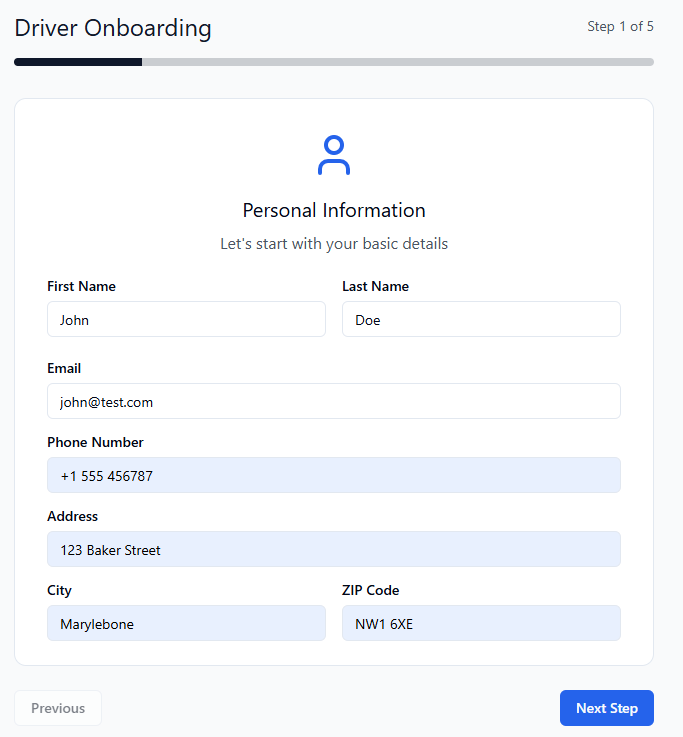 Driver Onboarding
Step 1 of 5
Personal Information
Let's start with your basic details
First Name
Last Name
John
Doe
Email
john@test.com
Phone Number
+1 555 456787
Address
123 Baker Street
City
ZIP Code
Marylebone
NW1 6XE
Previous
Next Step